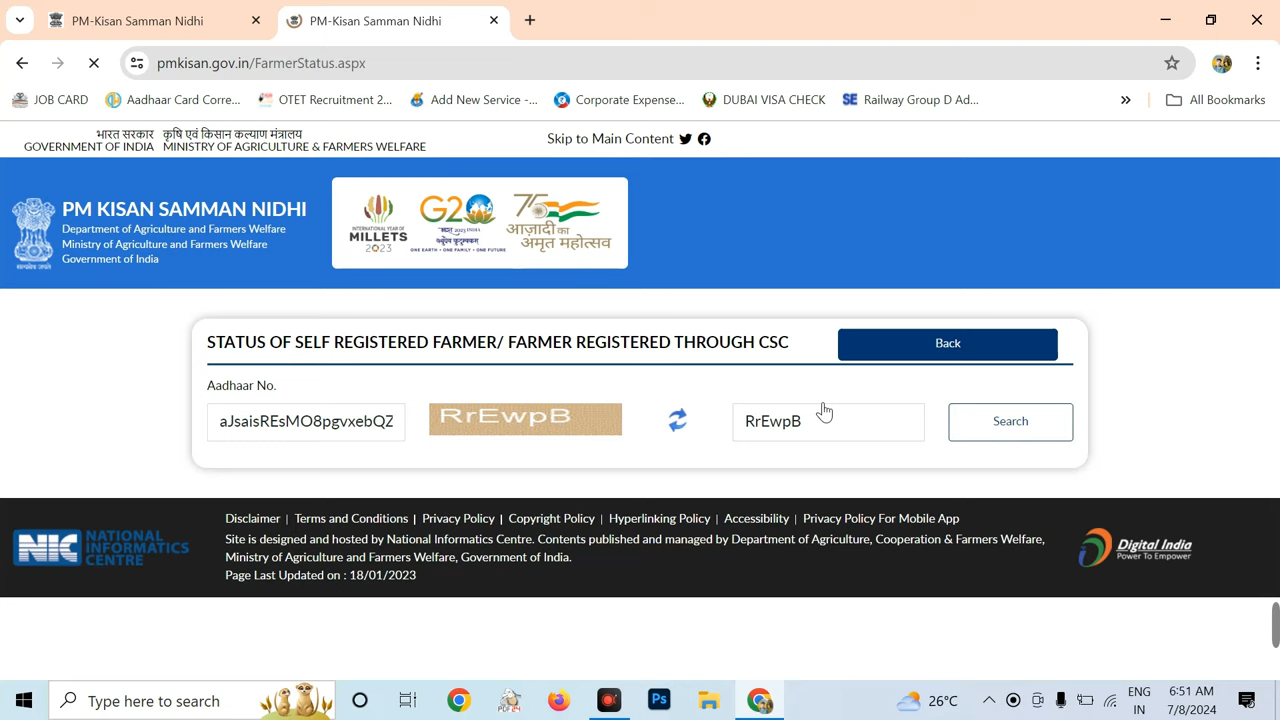 PM-Kisan Samman Nidhi
PM-Kisan Samman Nidhi
pmkisan.gov.in/FarmerStatus.aspx
JOB CARD
Aadhaar Card Corre...
OTET Recruitment 2...
Add New Service -...
Corporate Expense...
DUBAI VISA CHECK
SE Railway Group D Ad...
All Bookmarks
भारत सरकार कृषि एवं किसान कल्याण मंत्रालय
GOVERNMENT OF INDIA MINISTRY OF AGRICULTURE & FARMERS WELFARE
Skip to Main Content
PM KISAN SAMMAN NIDHI
Department of Agriculture and Farmers Welfare
Ministry of Agriculture and Farmers Welfare
Government of India
INTERNATIONAL YEAR OF
MILLETS
2023
G20
भारत 2023 INDIA
वसुधैव कुटुम्बकम्
ONE EARTH • ONE FAMILY • ONE FUTURE
75
आज़ादी का
अमृत महोत्सव
STATUS OF SELF REGISTERED FARMER/ FARMER REGISTERED THROUGH CSC
Back
Aadhaar No.
aJsaisREsMO8pgvxebQZ
RrEwpB
RrEwpB
Search
NIC NATIONAL
INFORMATICS
CENTRE
Disclaimer | Terms and Conditions | Privacy Policy | Copyright Policy | Hyperlinking Policy | Accessibility | Privacy Policy For Mobile App
Site is designed and hosted by National Informatics Centre. Contents published and managed by Department of Agriculture, Cooperation & Farmers Welfare,
Ministry of Agriculture and Farmers Welfare, Government of India.
Page Last Updated on : 18/01/2023
Digital India
Power To Empower
Type here to search
PDF24
Ps
26°C
ENG
IN
6:51 AM
7/8/2024